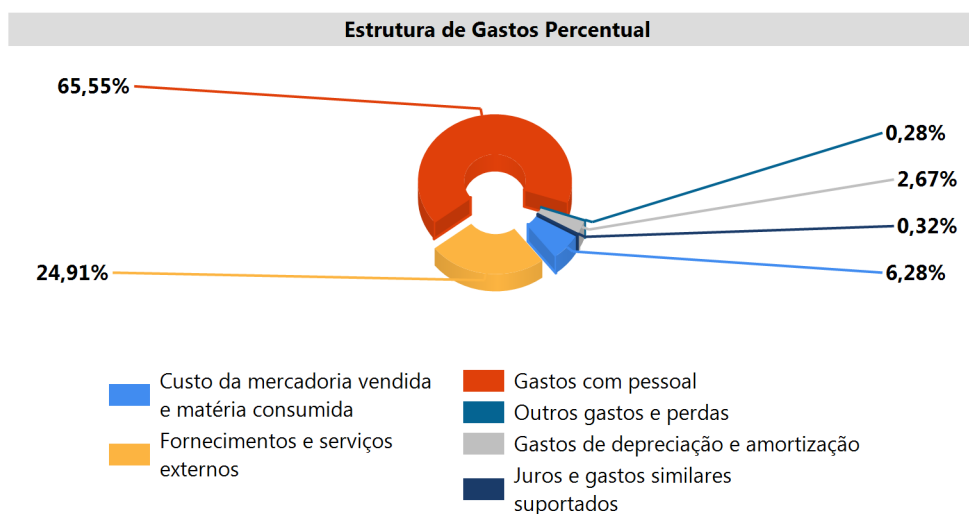 Estrutura de Gastos Percentual
65,55%
0,28%
2,67%
0,32%
24,91%
6,28%
Custo da mercadoria vendida
e matéria consumida
Fornecimentos e serviços
externos
Gastos com pessoal
Outros gastos e perdas
Gastos de depreciação e amortização
Juros e gastos similares
suportados